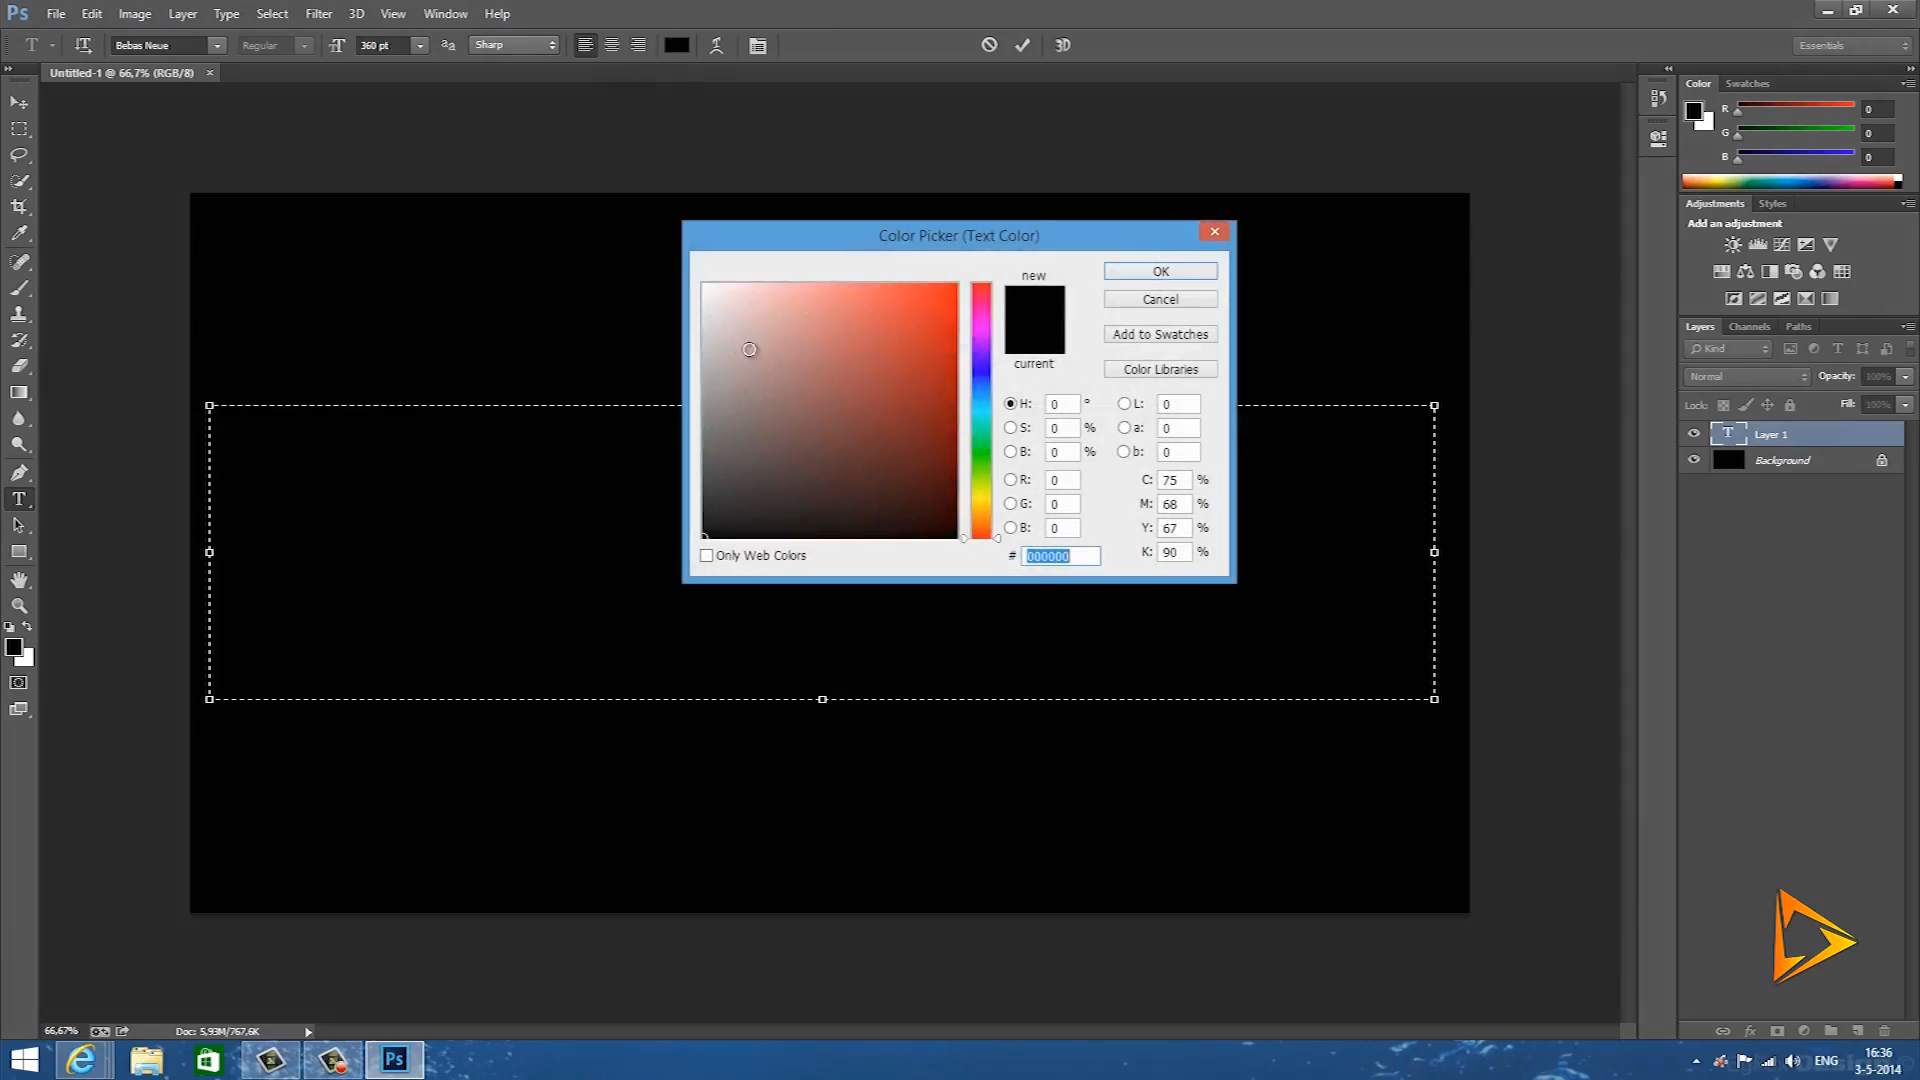 Ps File Edit Image Layer Type Select Filter 3D View Window Help
T Bebas Neue Regular 360 pt aa Sharp 3D Essentials
Untitled-1 @ 66,7% (RGB/8) ×
Color Swatches
R 0
G 0
B 0
Adjustments Styles
Add an adjustment
Layers Channels Paths
Kind
Normal Opacity: 100%
Lock: Fill: 100%
T Layer 1
Background
Color Picker (Text Color)
new
current
OK
Cancel
Add to Swatches
Color Libraries
H: 0 ° L: 0
S: 0 % a: 0
B: 0 % b: 0
R: 0 C: 75 %
G: 0 M: 68 %
B: 0 Y: 67 %
# 000000 K: 90 %
Only Web Colors
66,67% Doc: 5,93M/767,6K
Ps
ENG 16:36
3-5-2014